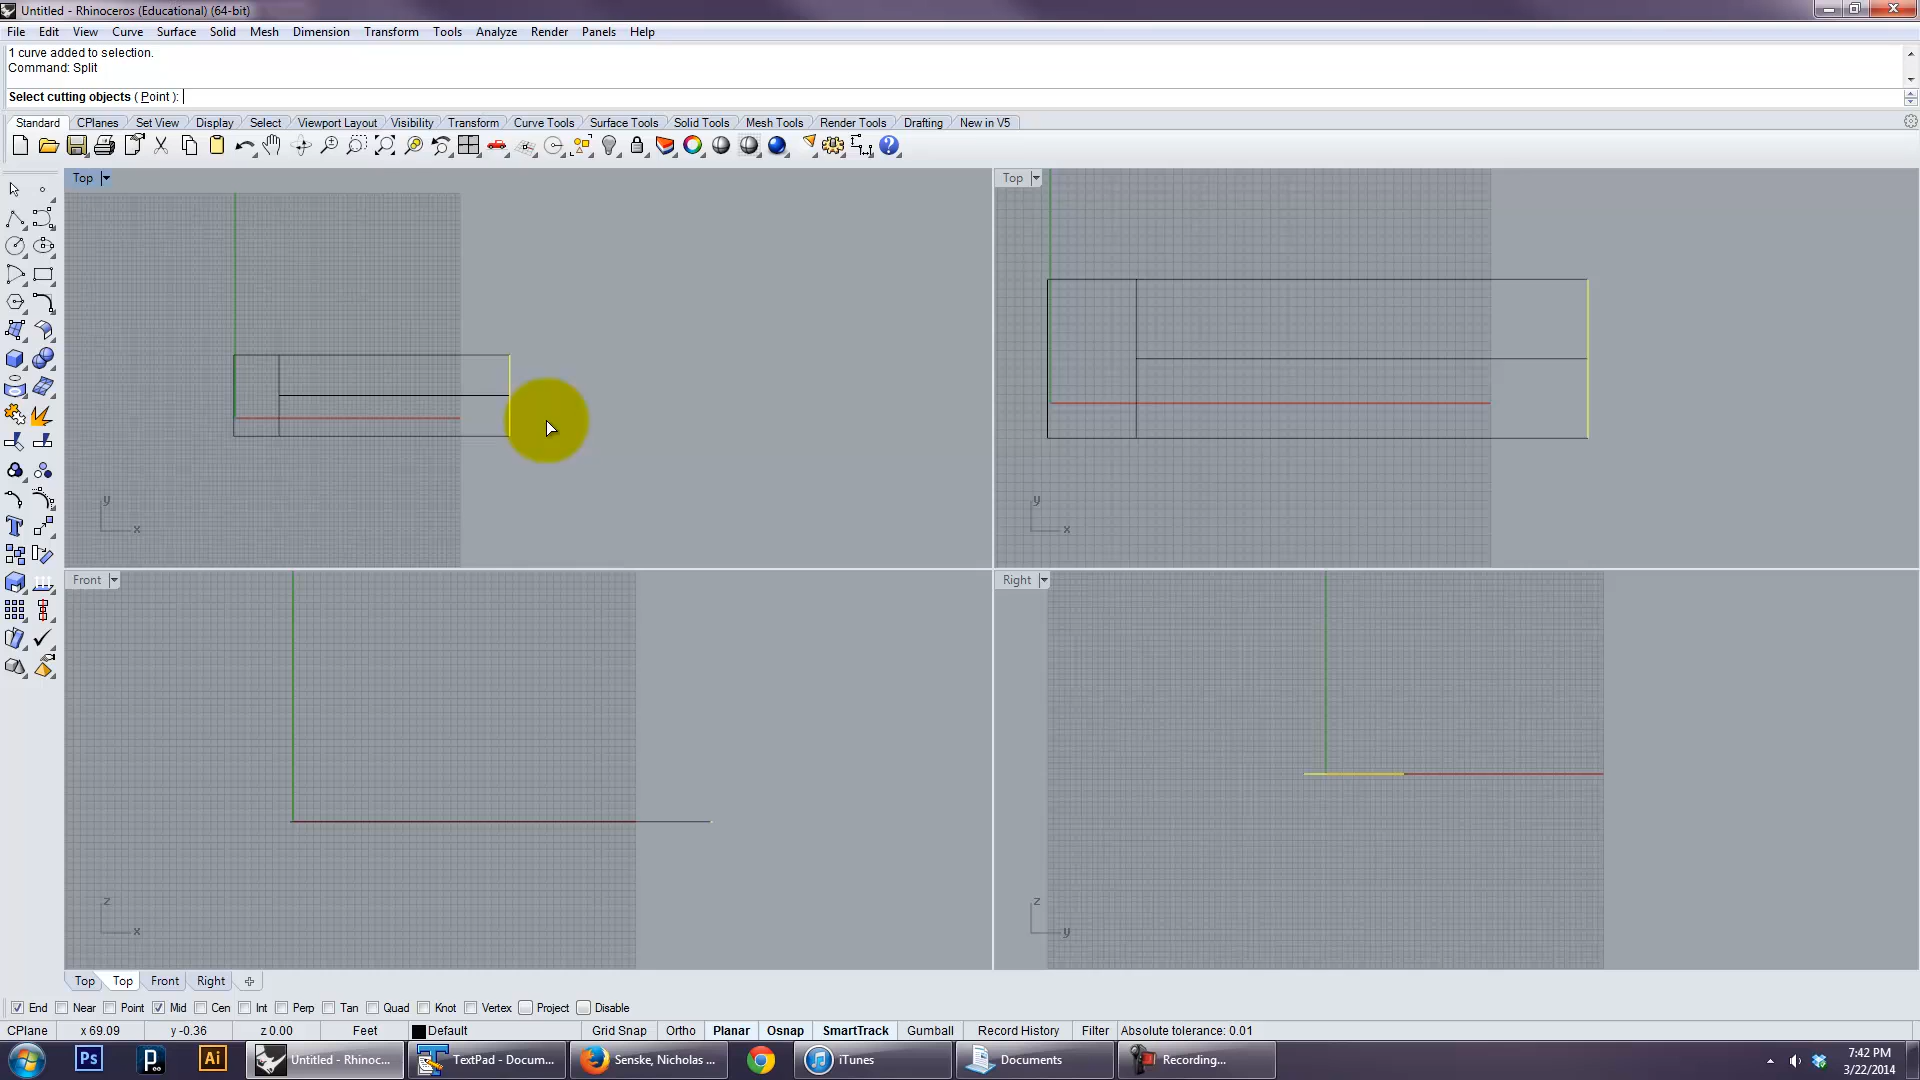 Untitled - Rhinoceros (Educational) (64-bit)
File Edit View Curve Surface Solid Mesh Dimension Transform Tools Analyze Render Panels Help
1 curve added to selection.
Command: Split
Select cutting objects ( Point ):
Standard CPlanes Set View Display Select Viewport Layout Visibility Transform Curve Tools Surface Tools Solid Tools Mesh Tools Render Tools Drafting New in V5
Top
Top
y
x
y
x
Front
Right
z
x
z
y
Top Top Front Right
End Near Point Mid Cen Int Perp Tan Quad Knot Vertex Project Disable
CPlane x 69.09 y -0.36 z 0.00 Feet Default Grid Snap Ortho Planar Osnap SmartTrack Gumball Record History Filter Absolute tolerance: 0.01
Ps P Ai Untitled - Rhinoc... TextPad - Docum... Senske, Nicholas ... iTunes Documents Recording... 7:42 PM
3/22/2014